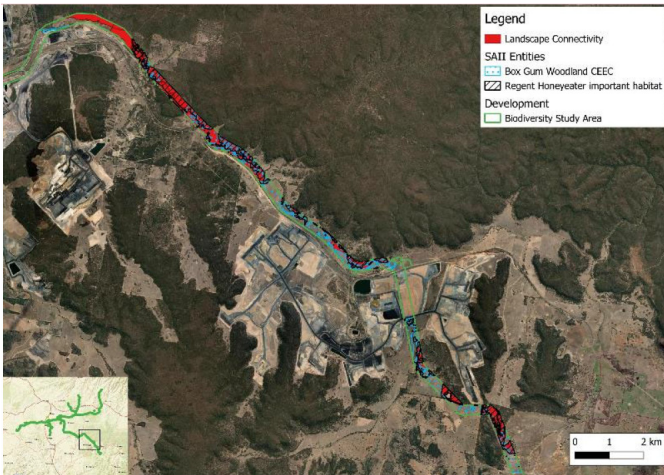 Legend
Landscape Connectivity
SAII Entities
Box Gum Woodland CEEC
Regent Honeyeater important habitat
Development
Biodiversity Study Area
0 1 2 km